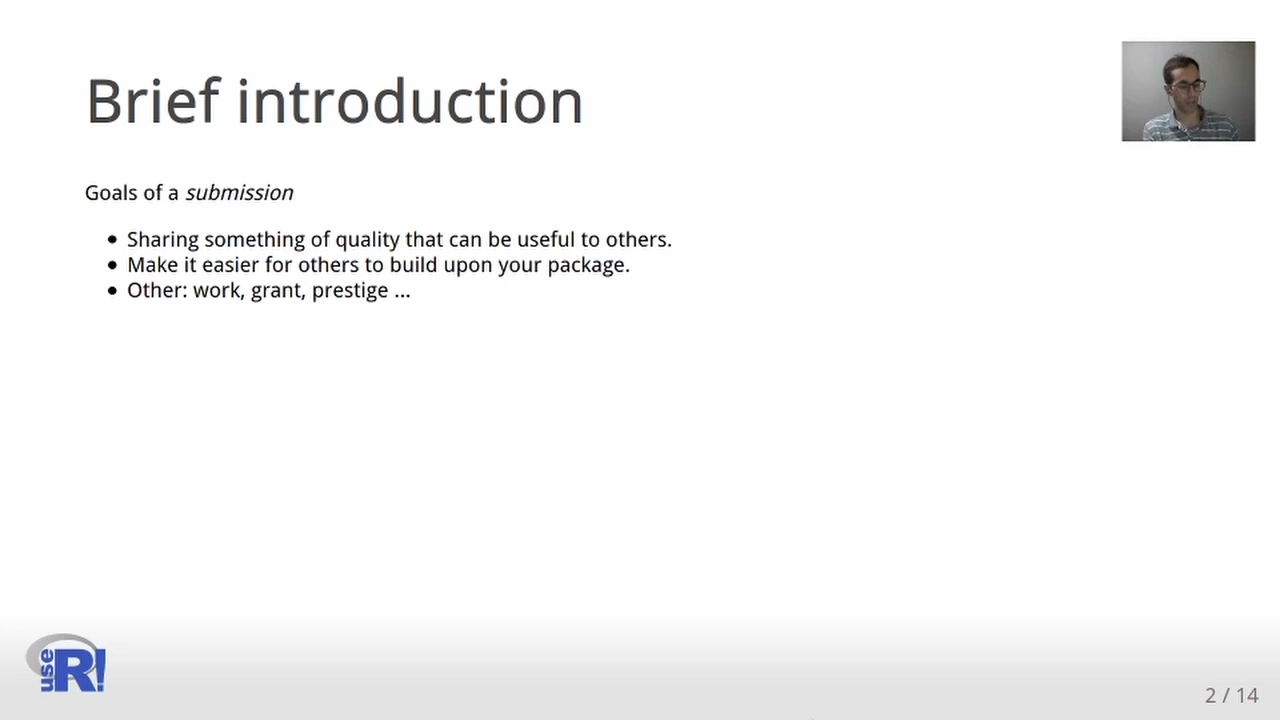 Brief introduction
Goals of a submission
Sharing something of quality that can be useful to others.
Make it easier for others to build upon your package.
Other: work, grant, prestige ...
use R!
2 / 14